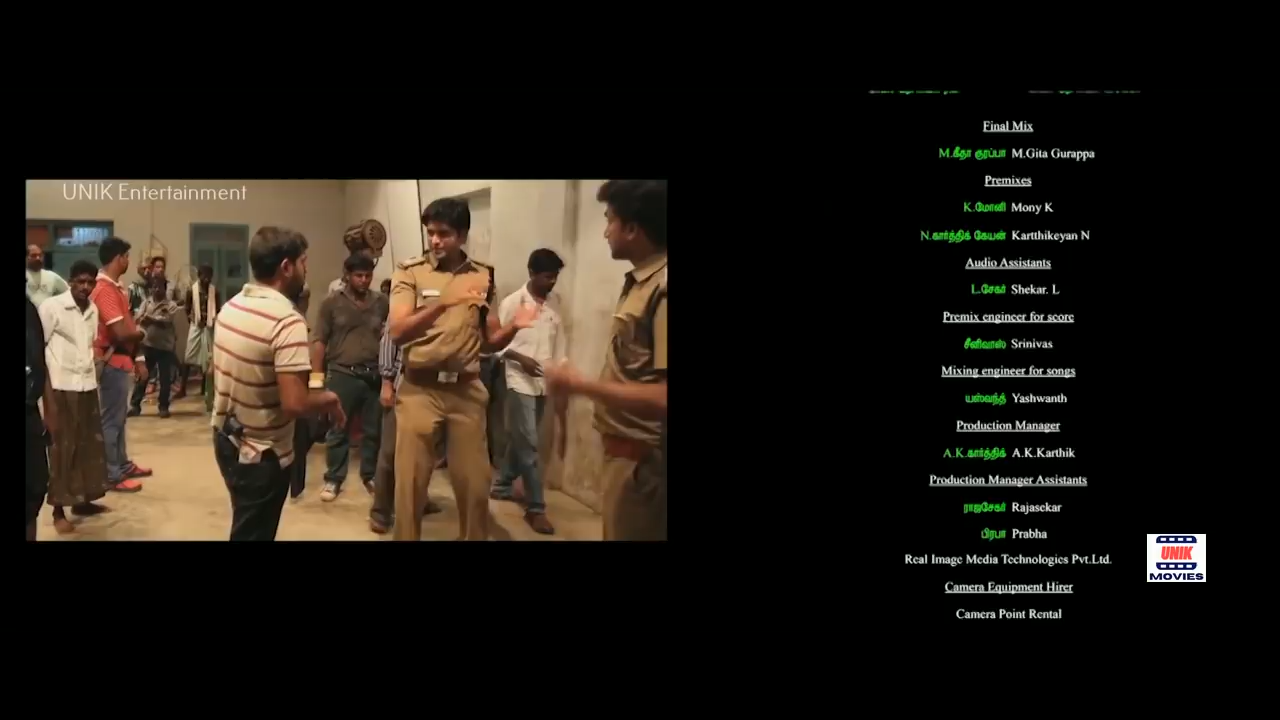 UNIK Entertainment
Final Mix
M.கீதா குரப்பா M.Gita Gurappa
Premixes
K.மோனி Mony K
N.கார்த்திக் கேயன் Kartthikeyan N
Audio Assistants
L.சேகர் Shekar. L
Premix engineer for score
சீனிவாஸ் Srinivas
Mixing engineer for songs
யஸ்வந்த் Yashwanth
Production Manager
A.K.கார்த்திக் A.K.Karthik
Production Manager Assistants
ராஜசேகர் Rajasekar
பிரபா Prabha
Real Image Media Technologies Pvt.Ltd.
Camera Equipment Hirer
Camera Point Rental
UNIK
MOVIES